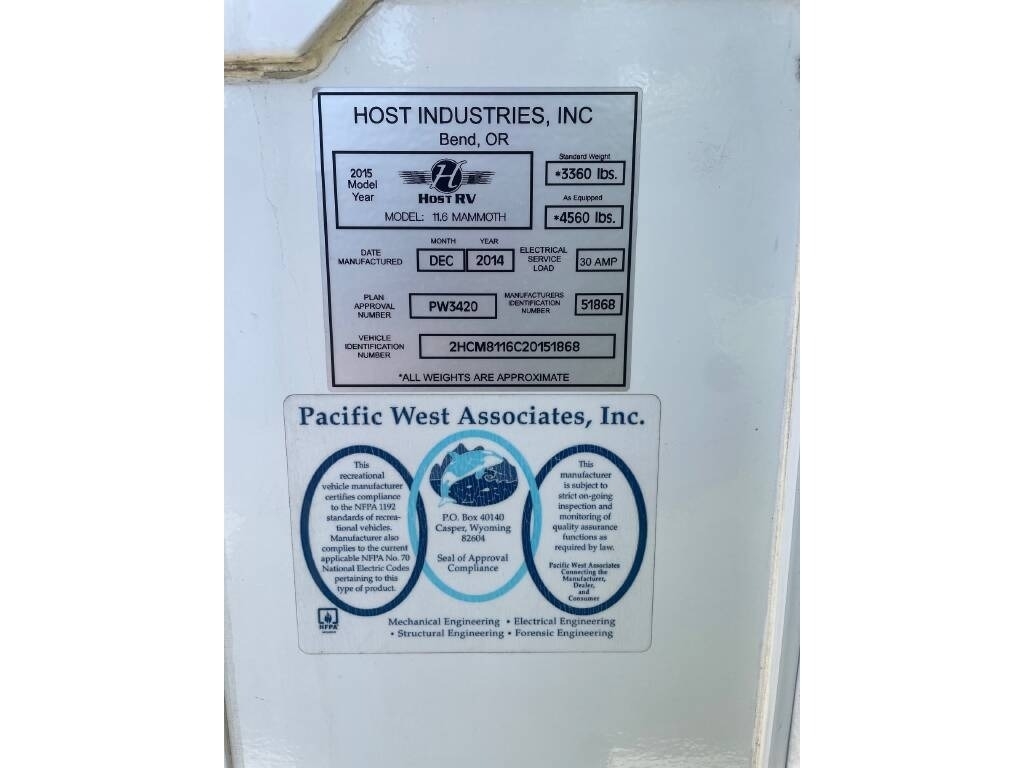 HOST INDUSTRIES, INC
Bend, OR
2015
Model
Year
H
HOST RV
MODEL: 11.6 MAMMOTH
Standard Weight
*3360 lbs.
As Equipped
*4560 lbs.
DATE
MANUFACTURED
MONTH
DEC
YEAR
2014
ELECTRICAL
SERVICE
LOAD
30 AMP
PLAN
APPROVAL
NUMBER
PW3420
MANUFACTURERS
IDENTIFICATION
NUMBER
51868
VEHICLE
IDENTIFICATION
NUMBER
2HCM8116C20151868
*ALL WEIGHTS ARE APPROXIMATE
Pacific West Associates, Inc.
This
recreational
vehicle manufacturer
certifies compliance
to the NFPA 1192
standards of recrea-
tional vehicles.
Manufacturer also
complies to the current
applicable NFPA No. 70
National Electric Codes
pertaining to this
type of product.
P.O. Box 40140
Casper, Wyoming
82604
Seal of Approval
Compliance
This
manufacturer
is subject to
strict on-going
inspection and
monitoring of
quality assurance
functions as
required by law.
Pacific West Associates
Connecting the
Manufacturer,
Dealer,
and
Consumer
NFPA
Mechanical Engineering • Electrical Engineering
• Structural Engineering • Forensic Engineering